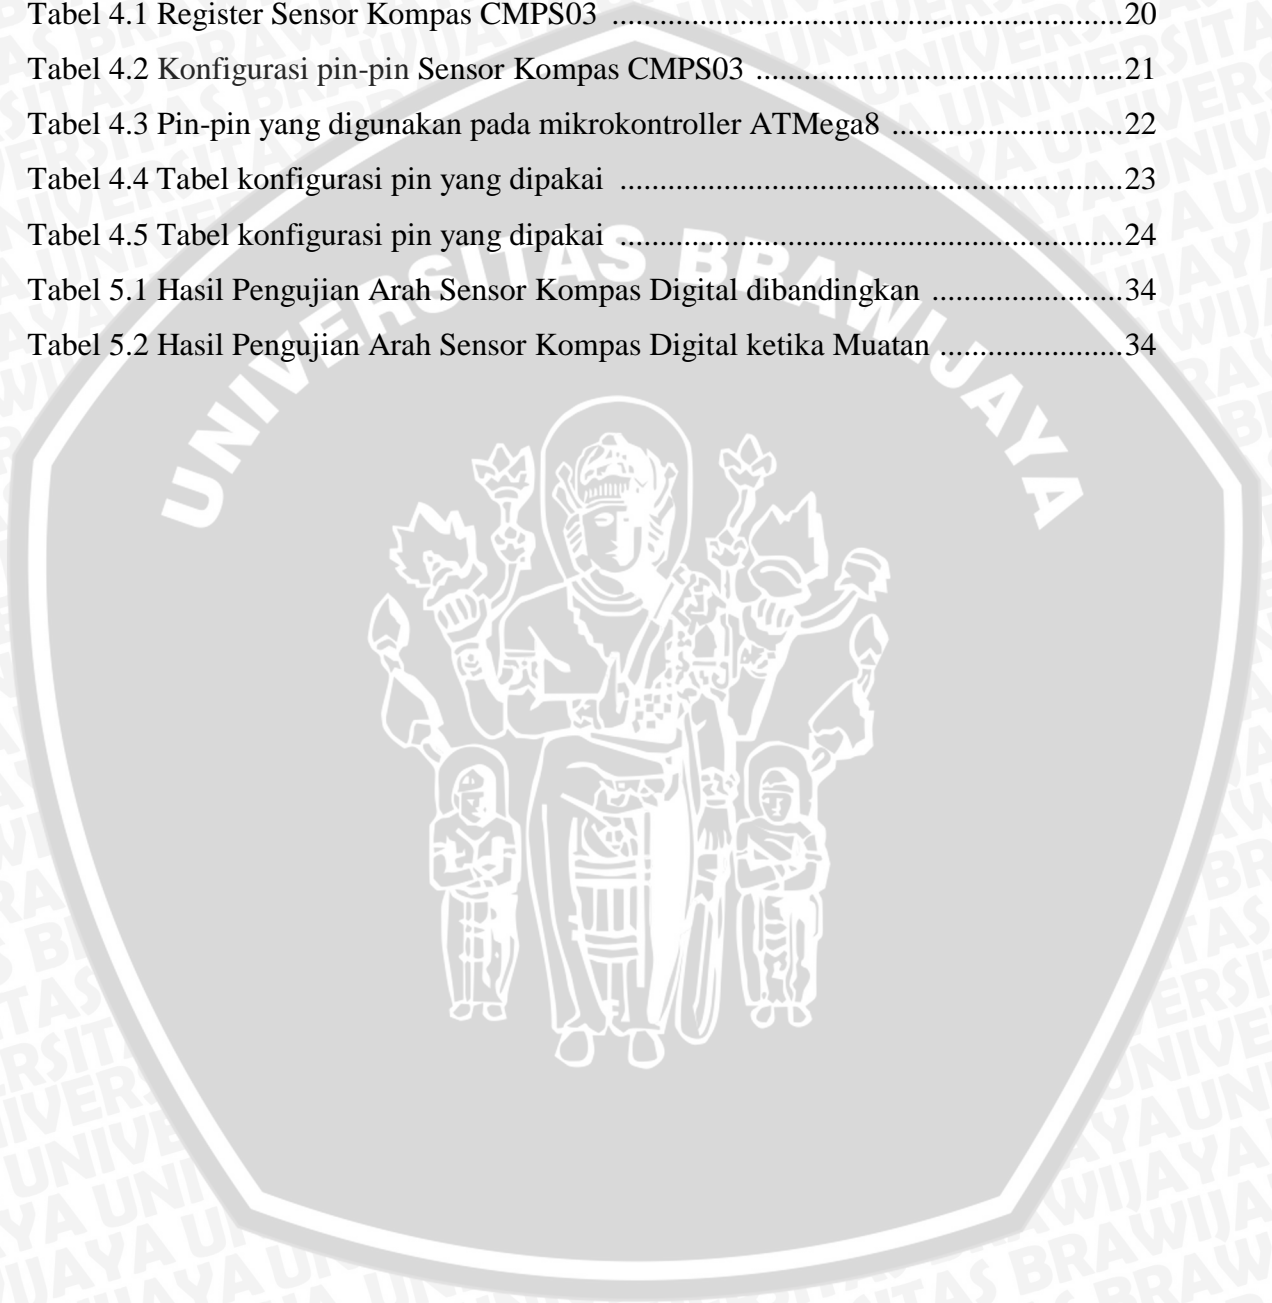 Tabel 4.1 Register Sensor Kompas CMPS03 ................................................................20
Tabel 4.2 Konfigurasi pin-pin Sensor Kompas CMPS03 ..............................................21
Tabel 4.3 Pin-pin yang digunakan pada mikrokontroller ATMega8 .............................22
Tabel 4.4 Tabel konfigurasi pin yang dipakai ...............................................................23
Tabel 4.5 Tabel konfigurasi pin yang dipakai ...............................................................24
Tabel 5.1 Hasil Pengujian Arah Sensor Kompas Digital dibandingkan ........................34
Tabel 5.2 Hasil Pengujian Arah Sensor Kompas Digital ketika Muatan .......................34
UNIVERSITAS BRAWIJAYA